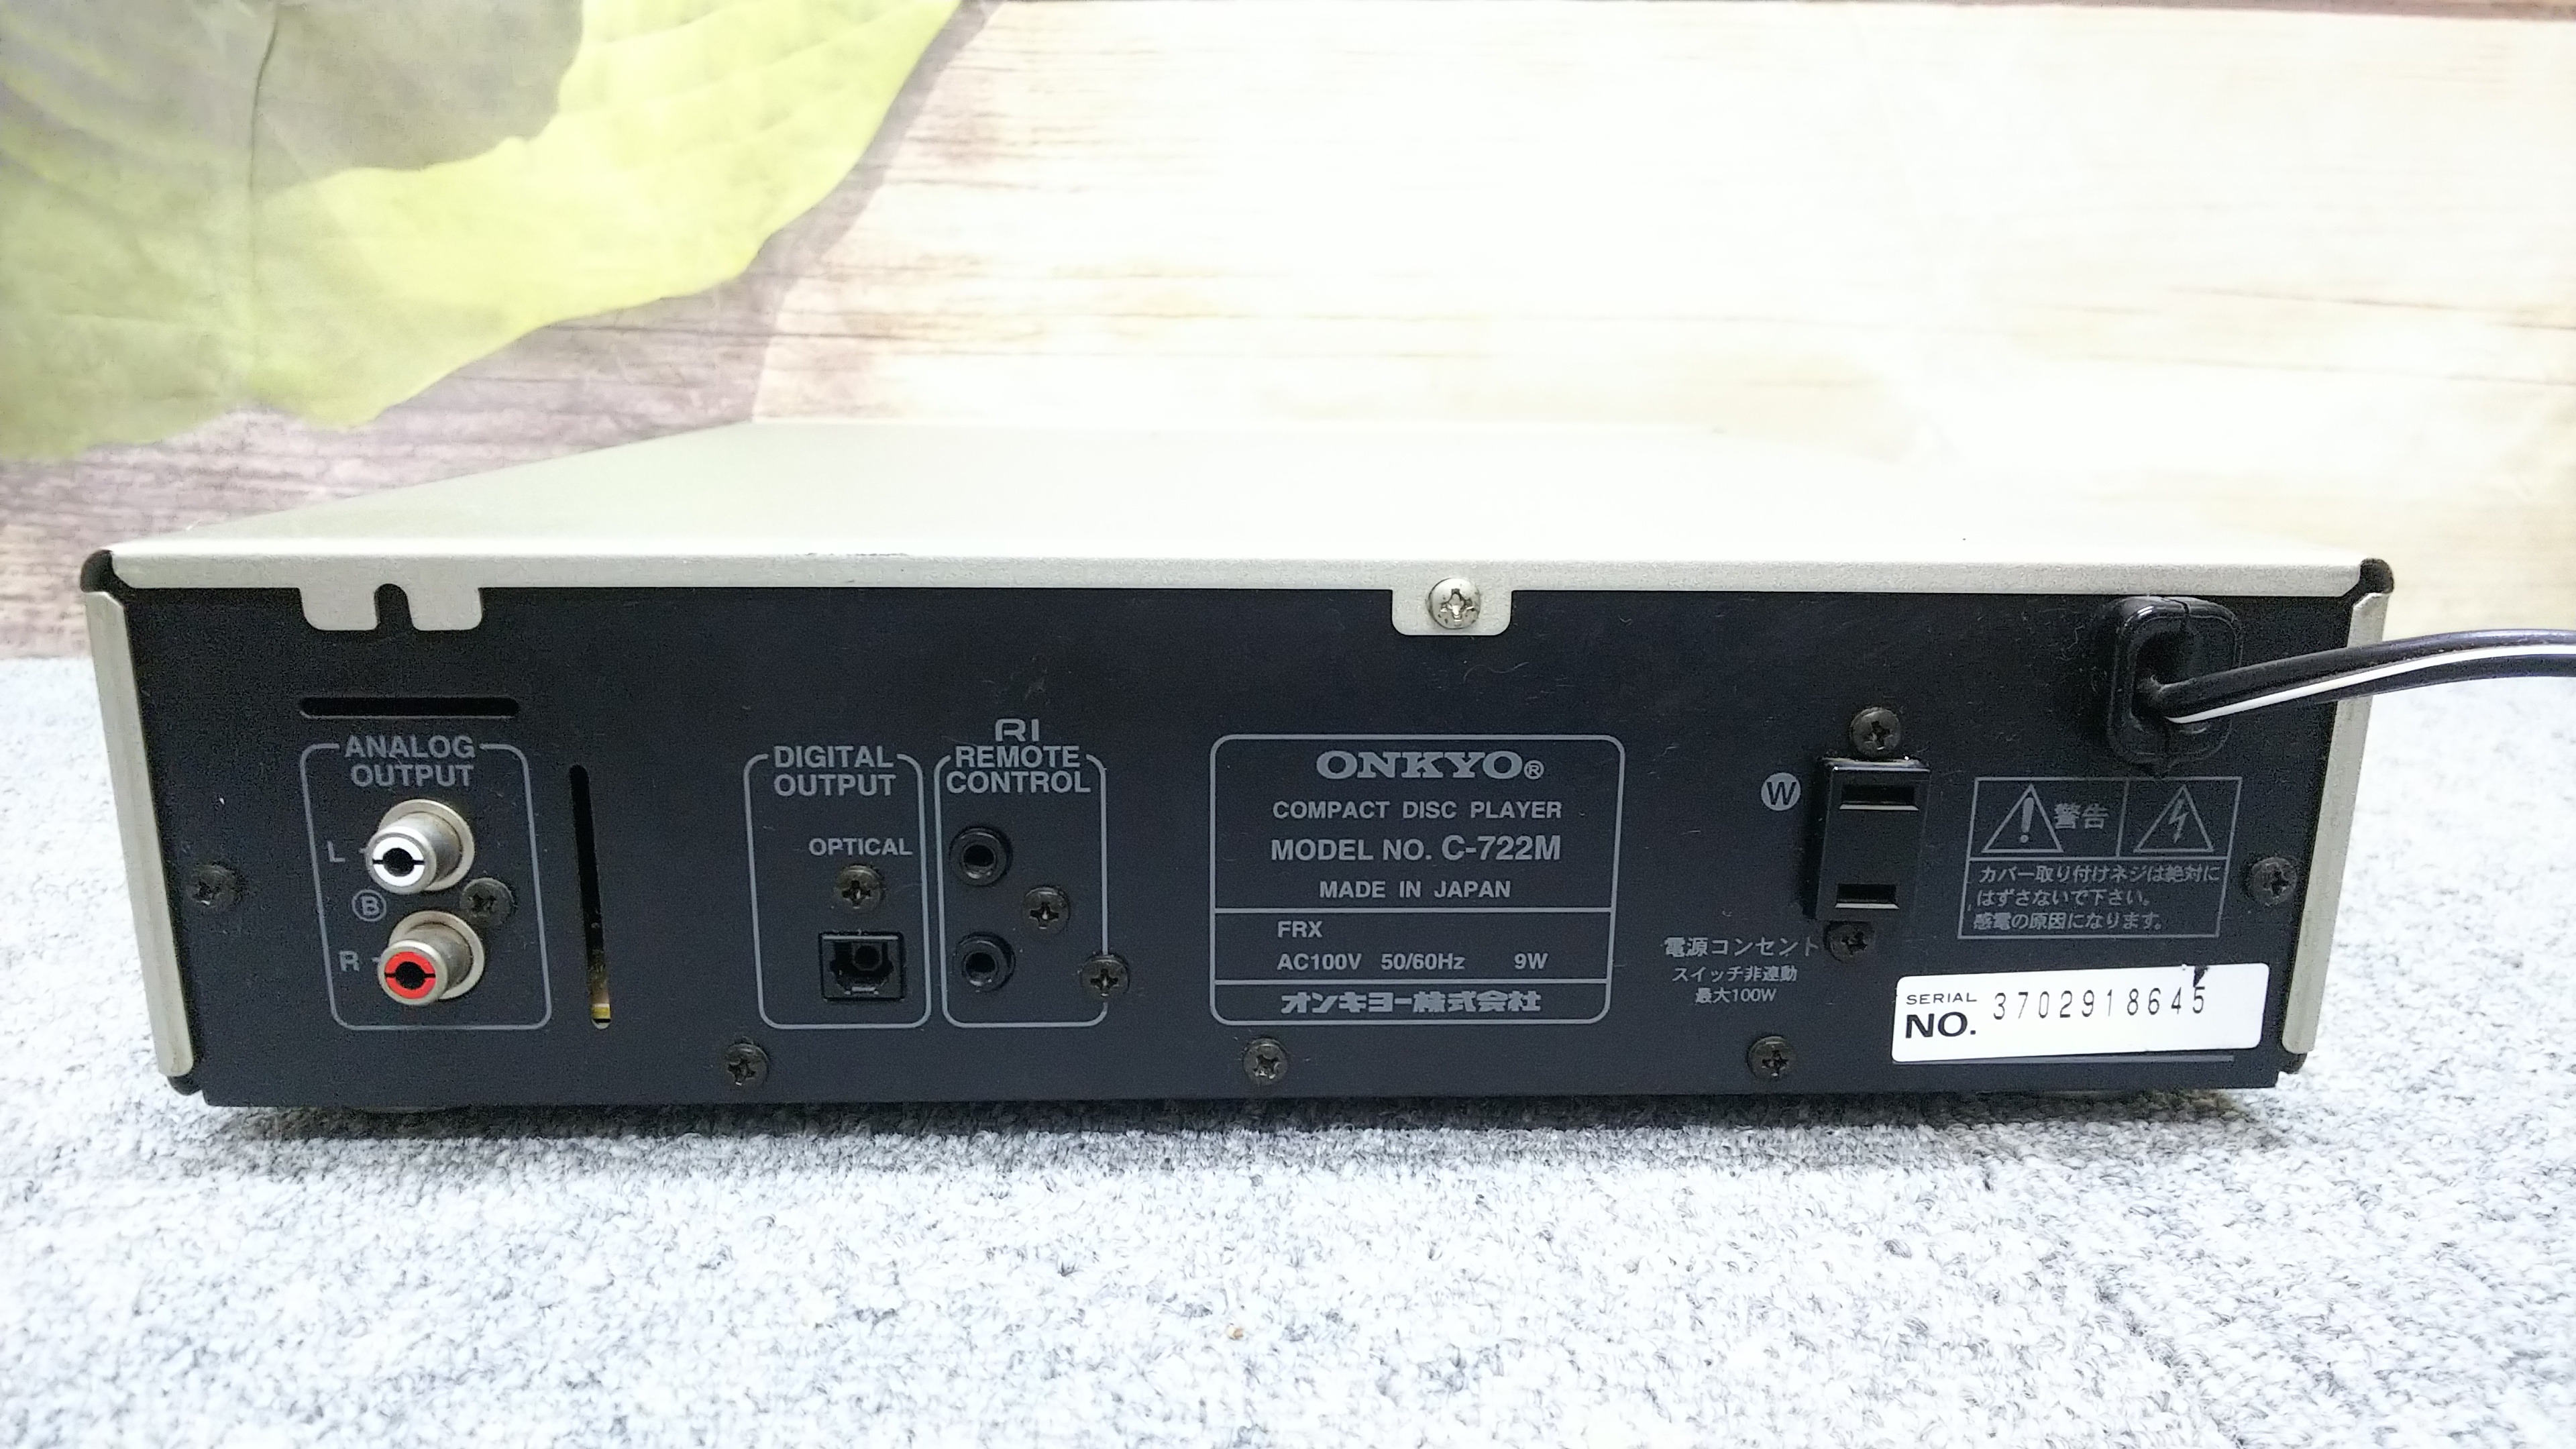 ANALOG
OUTPUT
L
Ⓑ
R
DIGITAL
OUTPUT
OPTICAL
RI
REMOTE
CONTROL
ONKYO®
COMPACT DISC PLAYER
MODEL NO. C-722M
MADE IN JAPAN
FRX
AC100V 50/60Hz 9W
オンキヨー株式会社
Ⓦ
電源コンセント
スイッチ非連動
最大100W
警告
カバー取り付けネジは絶対に
はずさないで下さい。
感電の原因になります。
SERIAL
NO. 3702918645